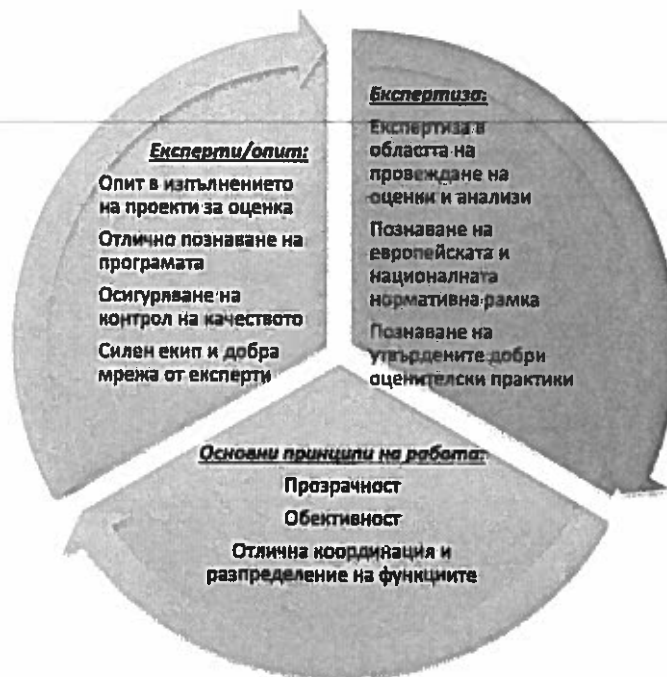 Експерти/опит:
Опит в изпълнението
на проекти за оценка
Отлично познаване на
програмата
Осигуряване на
контрол на качеството
Силен екип и добра
мрежа от експерти
Експертиза:
Експертиза в
областта на
провеждане на
оценки и анализи
Познаване на
европейската и
националната
нормативна рамка
Познаване на
утвърдените добри
оценителски практики
Основни принципи на работа:
Прозрачност
Обективност
Отлична координация и
разпределение на функциите